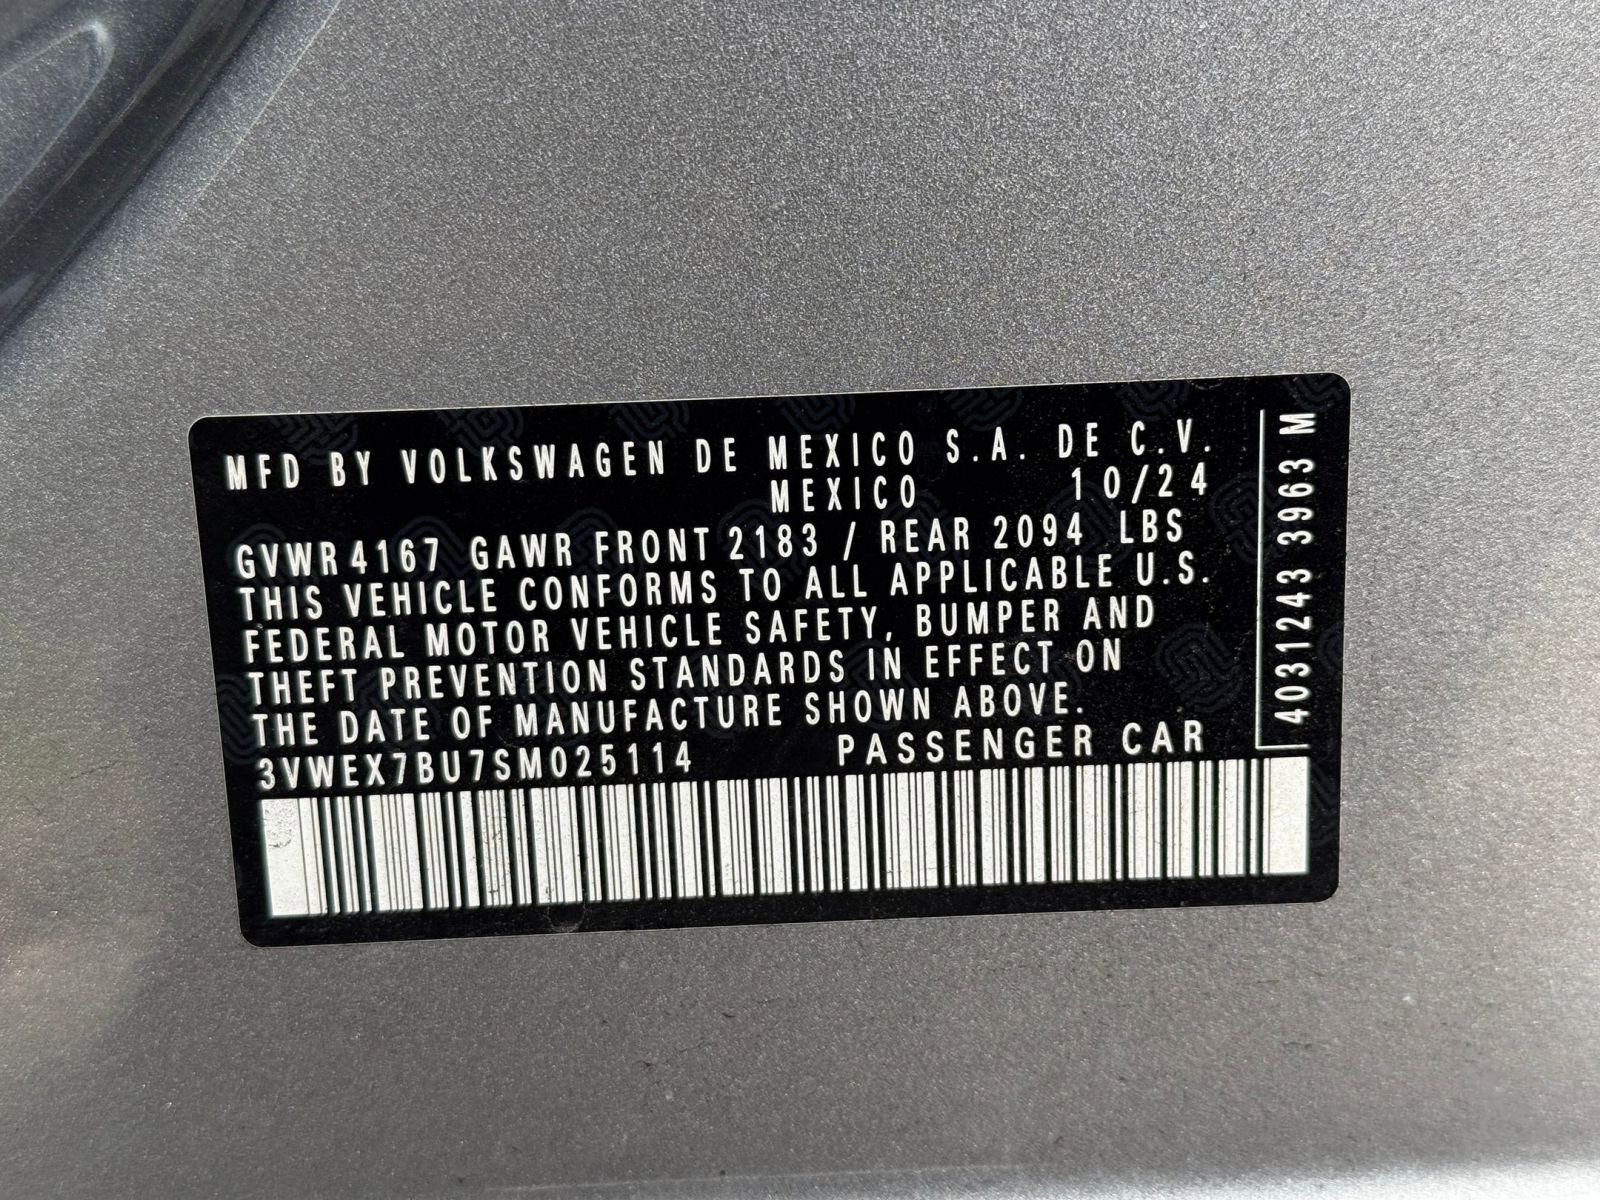 MFD BY VOLKSWAGEN DE MEXICO S.A. DE C.V.
MEXICO 10/24
GVWR 4167 GAWR FRONT 2183 / REAR 2094 LBS
THIS VEHICLE CONFORMS TO ALL APPLICABLE U.S.
FEDERAL MOTOR VEHICLE SAFETY, BUMPER AND
THEFT PREVENTION STANDARDS IN EFFECT ON
THE DATE OF MANUFACTURE SHOWN ABOVE.
3VWEX7BU7SM025114 PASSENGER CAR
4031243 3963 M